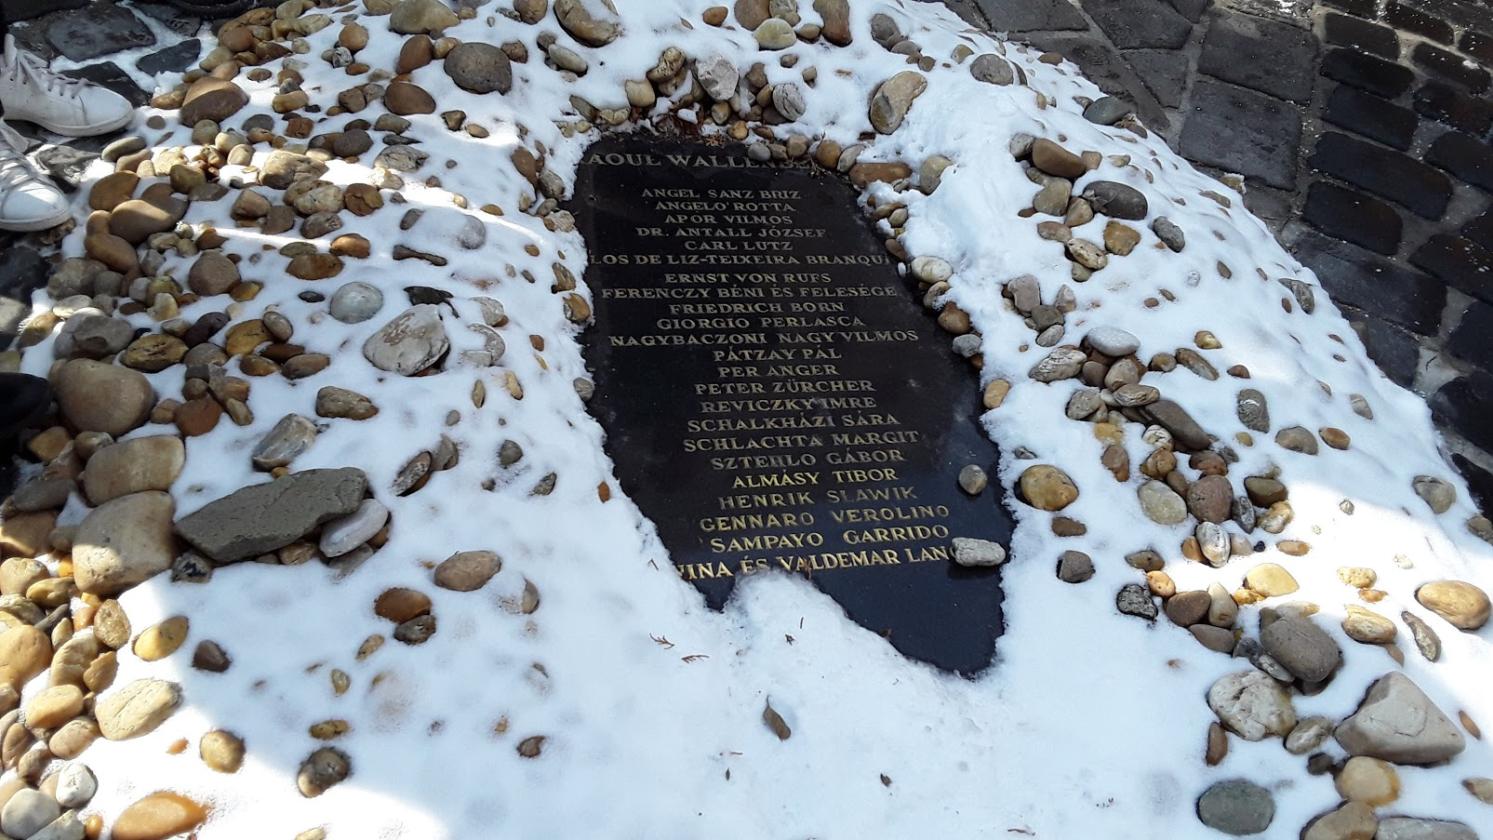 AOUL WALLE
ANGEL SANZ BRIZ
'ANGELO' ROTTA
APOR VILMOS
DR. ANTALL JÓZSEF
CARL LUTZ
LOS DE LIZ-TEIXEIRA BRANQUI
ERNST VON RUFS
FERENCZY BÉNI ÉS FELESÉGE
FRIEDRICH BORN
GIORGIO PERLASCA
NAGYBACZONI NAGY VILMOS
PÁTZAY PÁL
PER ANGER
PETER ZÜRCHER
REVICZKY IMRE
SCHALKHÁZI SÁRA
SCHLACHTA MARGIT
SZTEHLO GÁBOR
ALMÁSY TIBOR
HENRIK SLAWIK
GENNARO VEROLINO
SAMPAYO GARRIDO
NINA ÉS VALDEMAR LAN